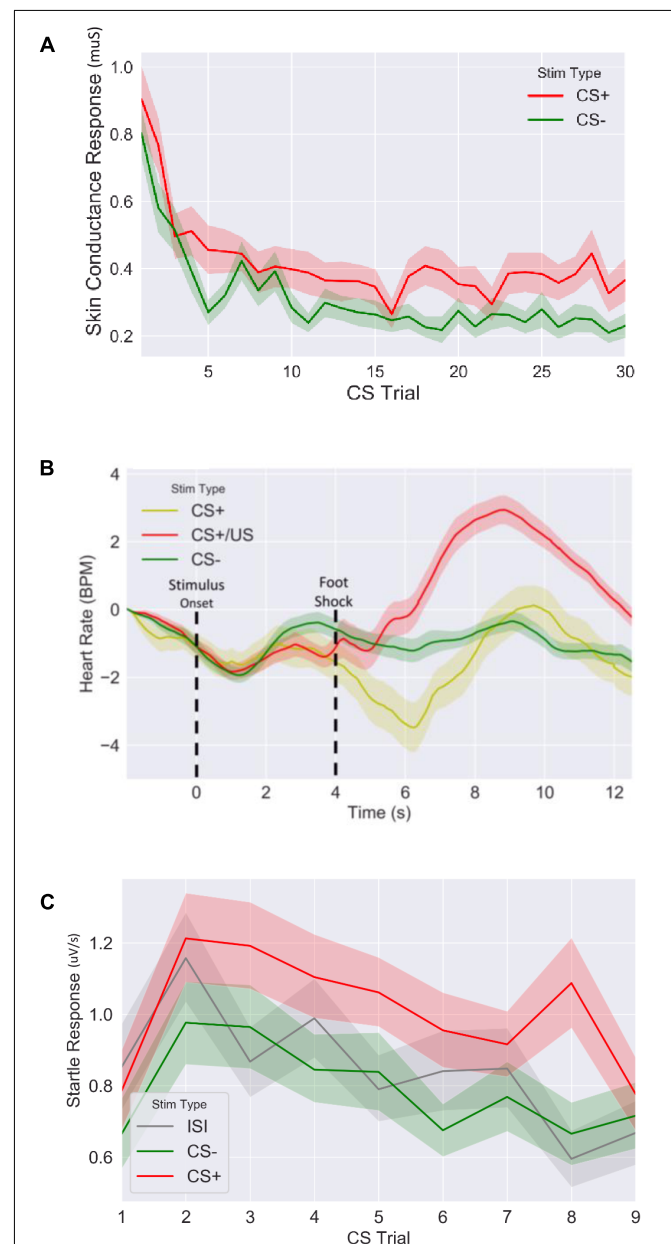 A
Skin Conductance Response (muS)
1.0
0.8
0.6
0.4
0.2
Stim Type
CS+
CS-
5
10
15
20
25
30
CS Trial
B
Heart Rate (BPM)
4
2
0
−2
−4
Stim Type
CS+
CS+/US
CS-
Stimulus
Onset
Foot
Shock
0
2
4
6
8
10
12
Time (s)
C
Startle Response (uV/s)
1.2
1.0
0.8
0.6
Stim Type
ISI
CS-
CS+
1
2
3
4
5
6
7
8
9
CS Trial